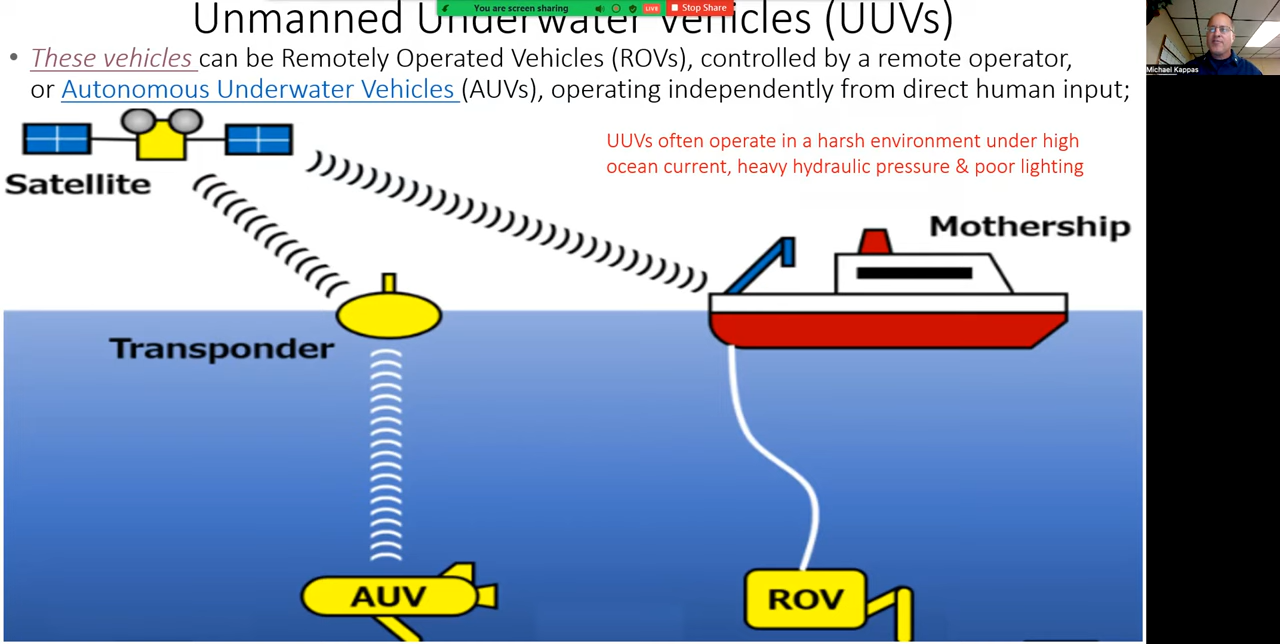 You are screen sharing
LIVE
Stop Share
Unmanned Underwater Vehicles (UUVs)
• These vehicles can be Remotely Operated Vehicles (ROVs), controlled by a remote operator,
or Autonomous Underwater Vehicles (AUVs), operating independently from direct human input;
UUVs often operate in a harsh environment under high
ocean current, heavy hydraulic pressure & poor lighting
Satellite
Mothership
Transponder
AUV
ROV
Michael Kappas